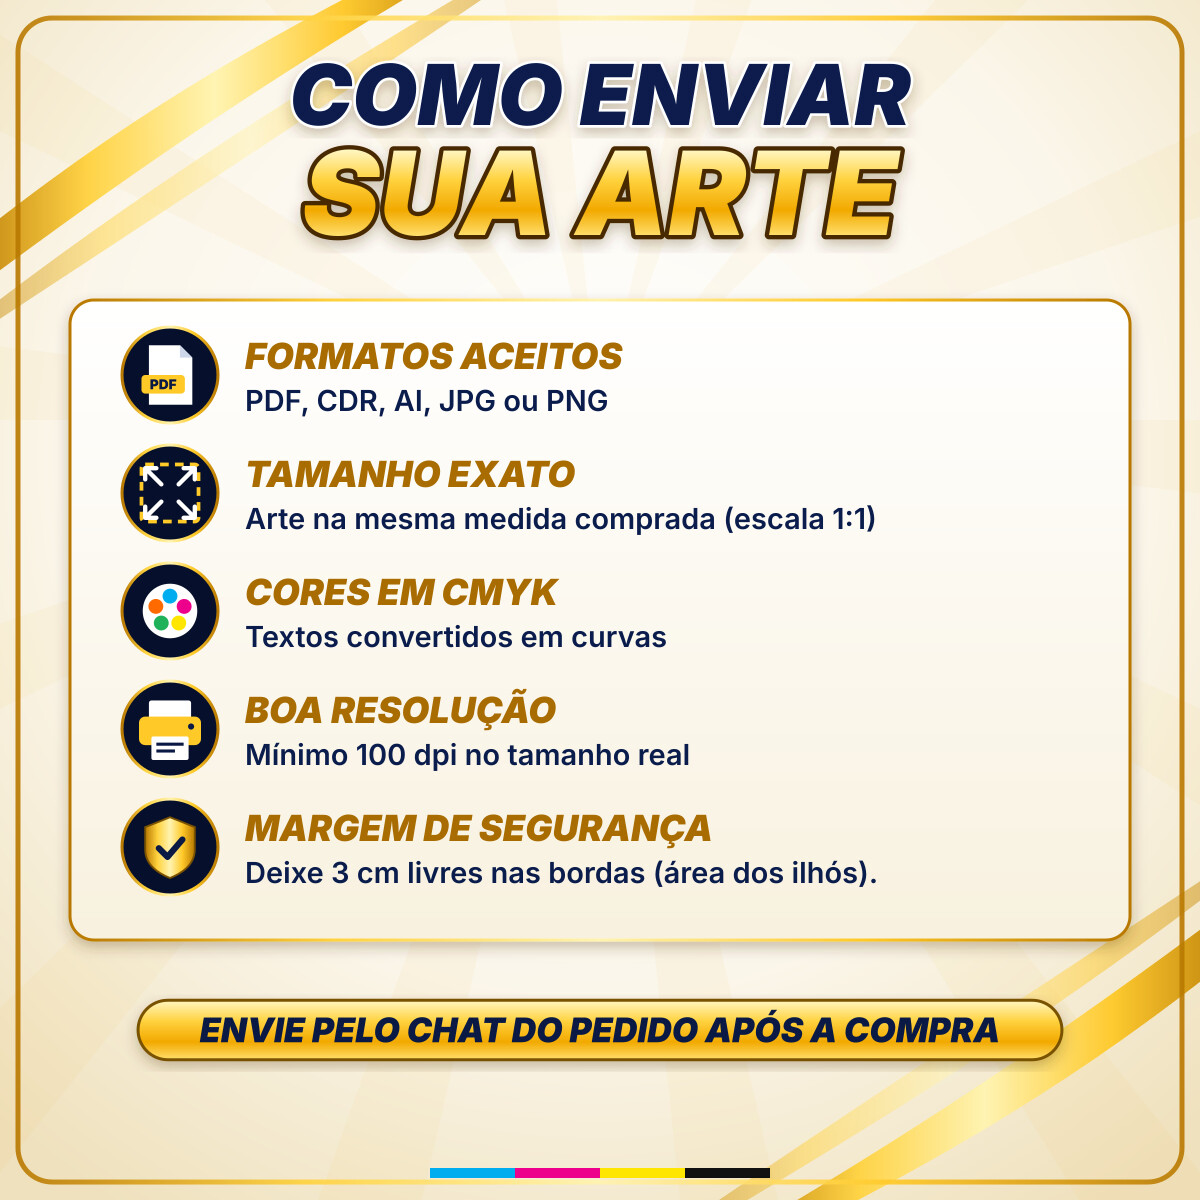 COMO ENVIAR
SUA ARTE
PDF
FORMATOS ACEITOS
PDF, CDR, AI, JPG ou PNG
TAMANHO EXATO
Arte na mesma medida comprada (escala 1:1)
CORES EM CMYK
Textos convertidos em curvas
BOA RESOLUÇÃO
Mínimo 100 dpi no tamanho real
MARGEM DE SEGURANÇA
Deixe 3 cm livres nas bordas (área dos ilhós).
ENVIE PELO CHAT DO PEDIDO APÓS A COMPRA